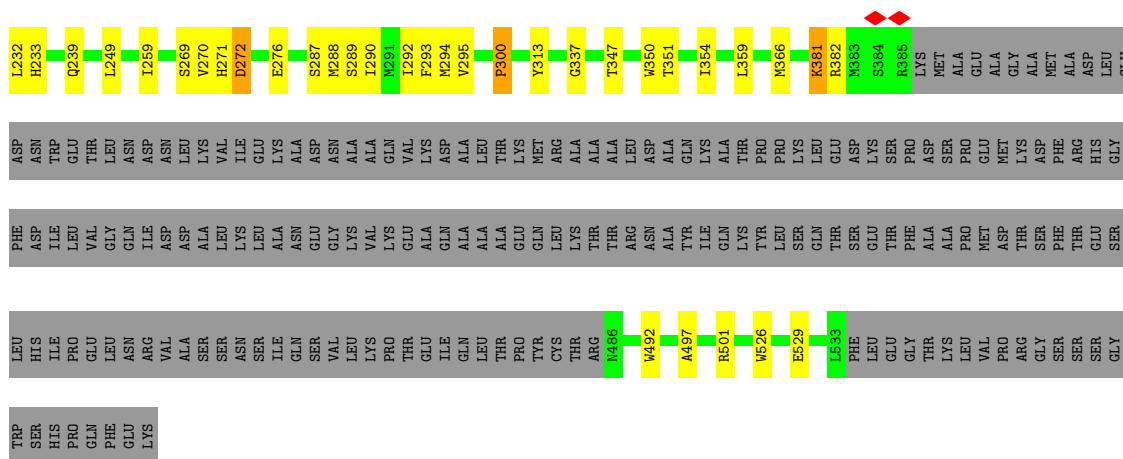 L232 H233 Q239 L249 I259 S269 V270 H271 D272 E276 S287 M288 S289 I290 M291 I292 F293 M294 V295 P300 Y313 G337 T347 W350 T351 I354 L359 M366 K381 R382 M383 S384 R385 LYS MET ALA GLU ALA GLY ALA MET ALA ASP LEU GLU
ASP ASN TRP GLU THR LEU ASN ASP ASN LEU LYS VAL ILE GLU LYS ALA ASP ASN ALA ALA GLN VAL LYS ASP ALA LEU THR LYS MET ARG ALA ALA ALA LEU ASP ALA GLN LYS ALA THR PRO PRO LYS LEU GLU ASP LYS SER PRO ASP SER PRO GLU MET LYS ASP PHE ARG HIS GLY
PHE ASP ILE LEU VAL GLY GLN ILE ASP ASP ALA LEU LYS LEU ALA ASN GLU GLY LYS VAL LYS GLU ALA GLN ALA ALA ALA GLU GLN LEU LYS THR THR ARG ASN ALA TYR ILE GLN LYS TYR LEU SER GLN THR SER GLU THR PHE ALA ALA PRO MET ASP THR SER PHE THR GLU SER
LEU HIS ILE PRO GLU LEU ASN ARG VAL ALA SER SER ASN SER ILE GLN SER VAL LEU LYS PRO THR GLU ILE GLN LEU THR PRO TYR CYS THR ARG N486 W492 A497 R501 W526 E529 L533 PHE LEU GLU GLY THR LYS LEU VAL PRO ARG GLY SER SER SER GLY
TRP SER HIS PRO GLN PHE GLU LYS